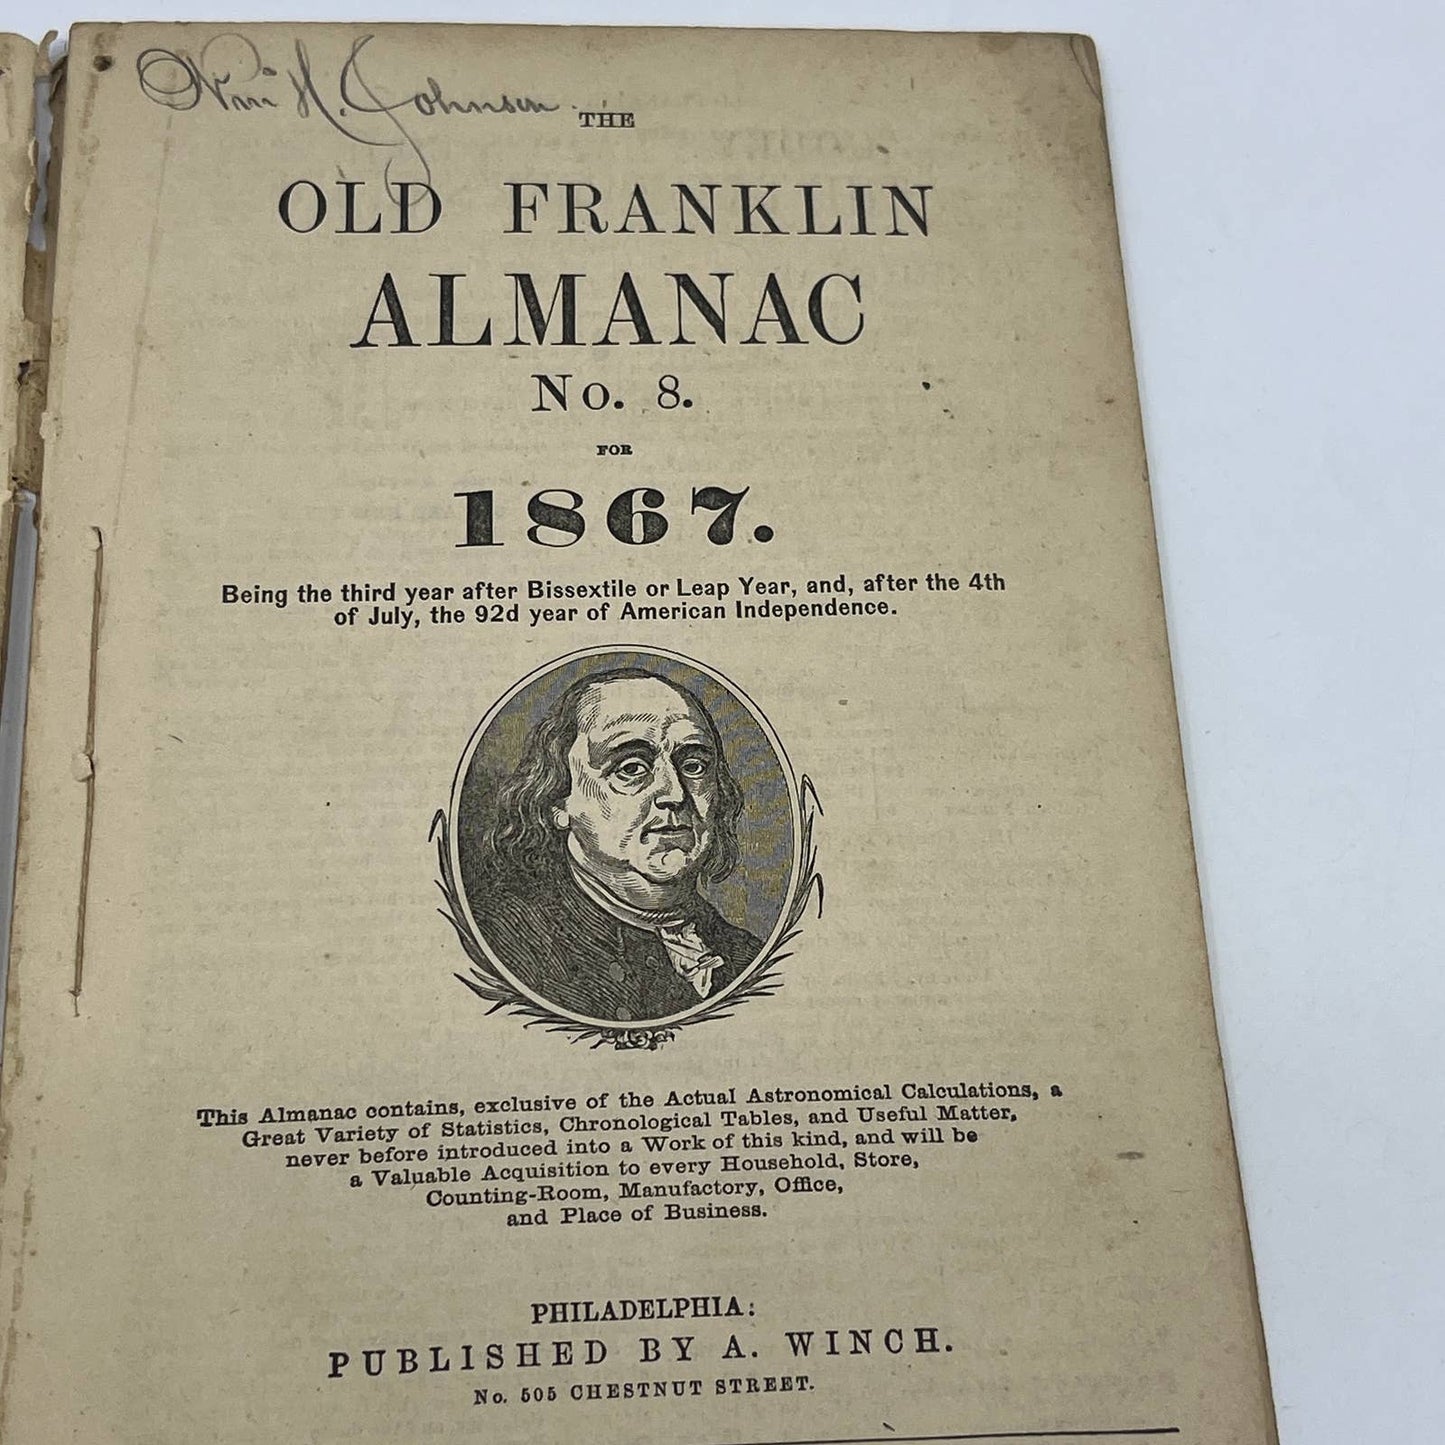 Wm H. Johnson.
THE
OLD FRANKLIN
ALMANAC
No. 8.
FOR
1867.
Being the third year after Bissextile or Leap Year, and, after the 4th
of July, the 92d year of American Independence.
This Almanac contains, exclusive of the Actual Astronomical Calculations, a
Great Variety of Statistics, Chronological Tables, and Useful Matter,
never before introduced into a Work of this kind, and will be
a Valuable Acquisition to every Household, Store,
Counting-Room, Manufactory, Office,
and Place of Business.
PHILADELPHIA:
PUBLISHED BY A. WINCH.
No. 505 CHESTNUT STREET.